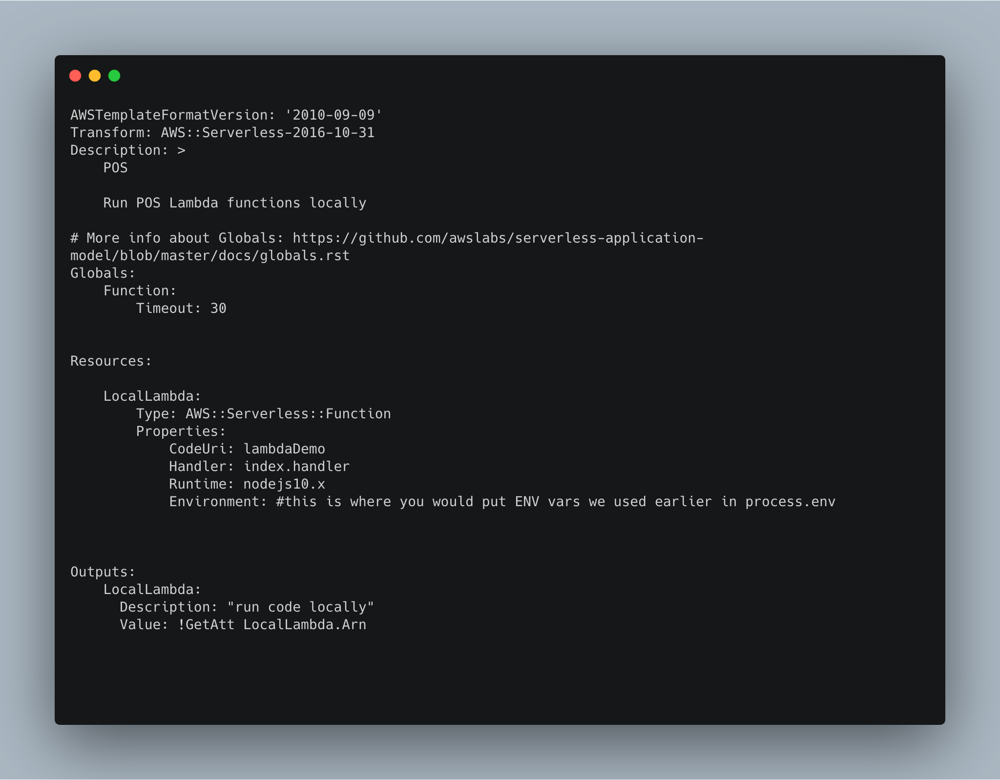 AWSTemplateFormatVersion: '2010-09-09'
Transform: AWS::Serverless-2016-10-31
Description: >
    POS

    Run POS Lambda functions locally

# More info about Globals: https://github.com/awslabs/serverless-application-
model/blob/master/docs/globals.rst
Globals:
    Function:
        Timeout: 30


Resources:

    LocalLambda:
        Type: AWS::Serverless::Function
        Properties:
            CodeUri: lambdaDemo
            Handler: index.handler
            Runtime: nodejs10.x
            Environment: #this is where you would put ENV vars we used earlier in process.env



Outputs:
    LocalLambda:
      Description: "run code locally"
      Value: !GetAtt LocalLambda.Arn